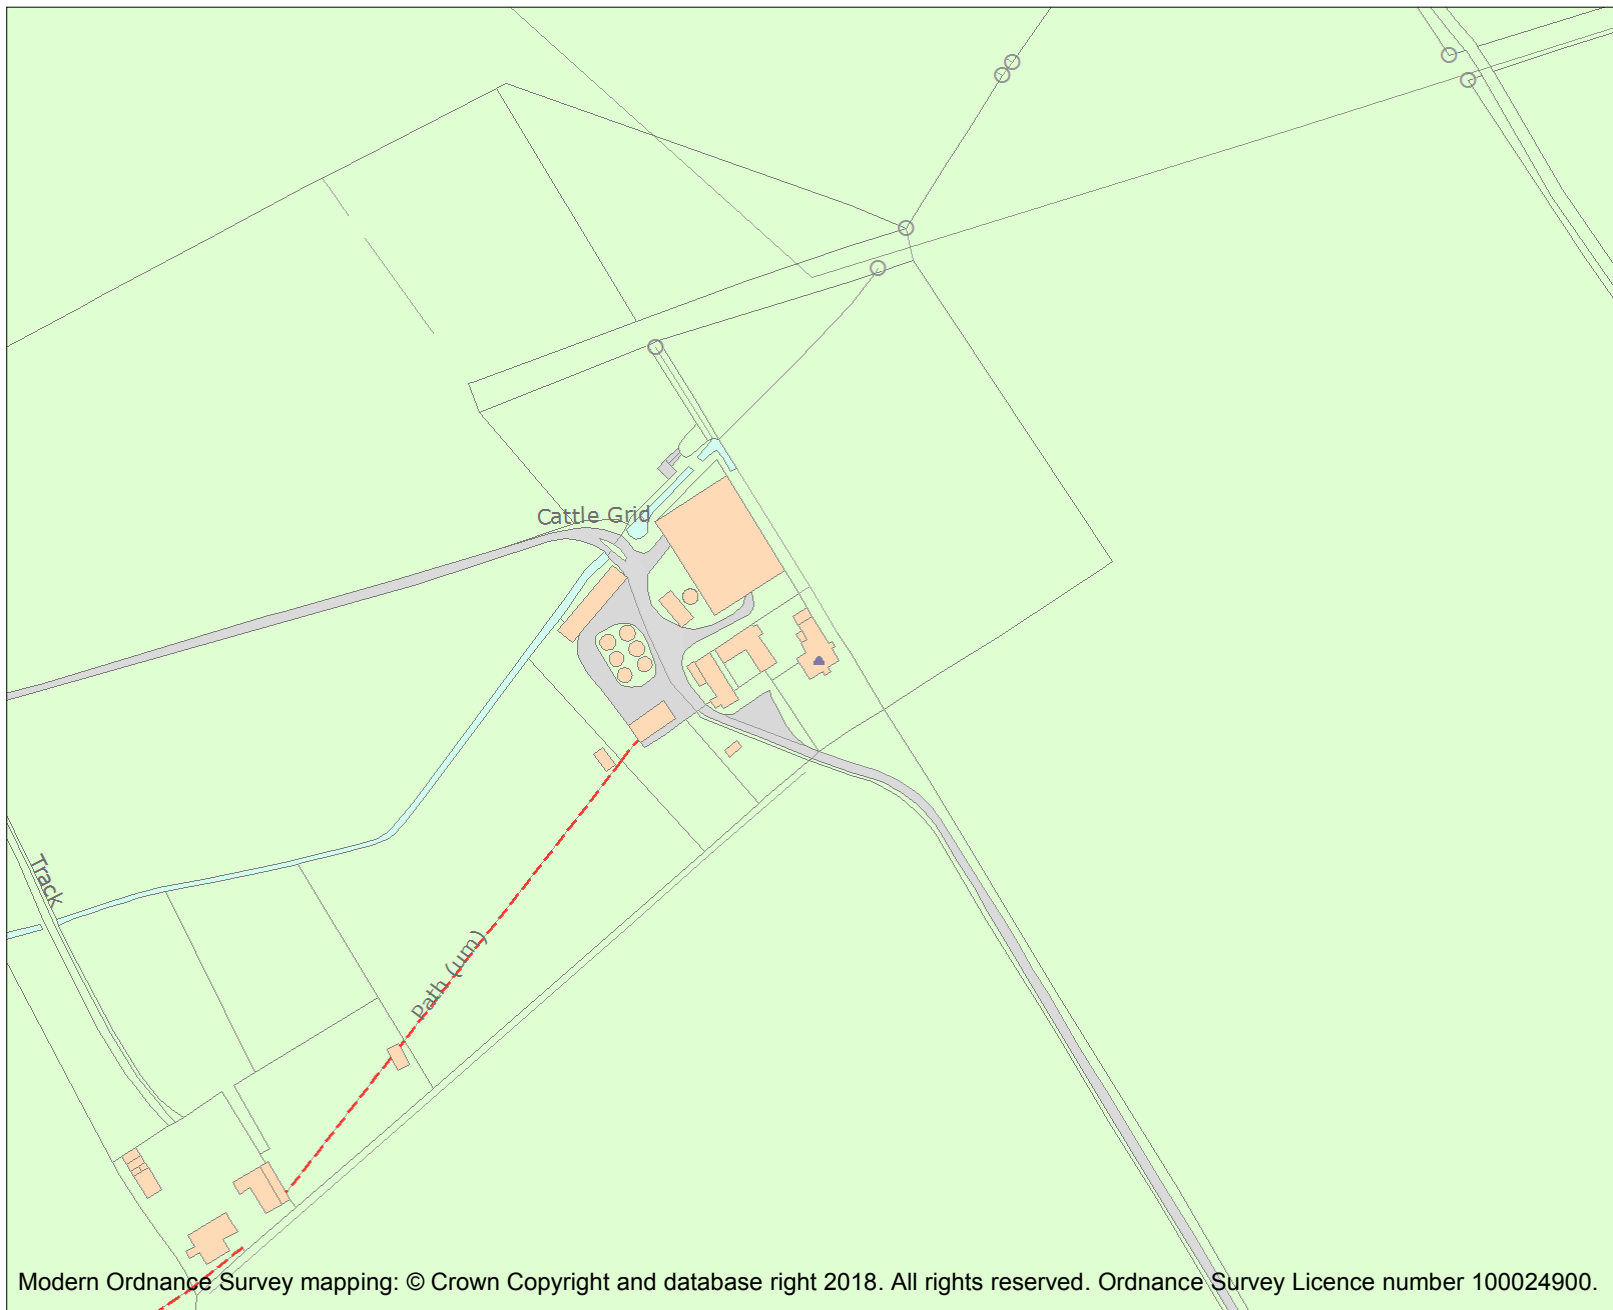 Cattle Grid
Track
Path (um)
Modern Ordnance Survey mapping: © Crown Copyright and database right 2018. All rights reserved. Ordnance Survey Licence number 100024900.